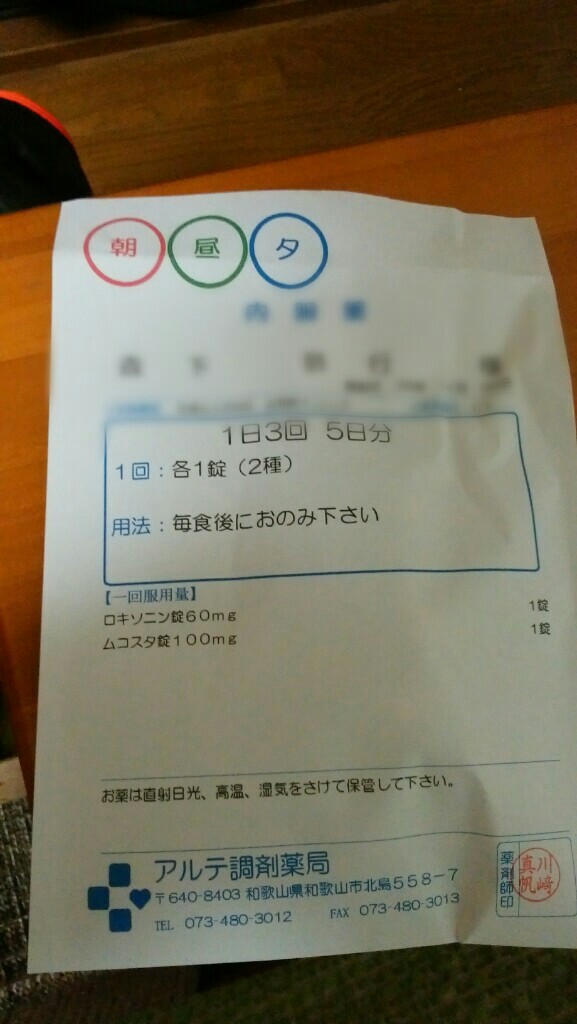 朝 昼 夕
内服薬
1日3回 5日分
1回：各1錠（2種）
用法：毎食後におのみ下さい
【一回服用量】
ロキソニン錠60mg 1錠
ムコスタ錠100mg 1錠
お薬は直射日光、高温、湿気をさけて保管して下さい。
アルテ調剤薬局
〒640-8403 和歌山県和歌山市北島558-7
TEL 073-480-3012 FAX 073-480-3013
薬剤師印
川崎真帆